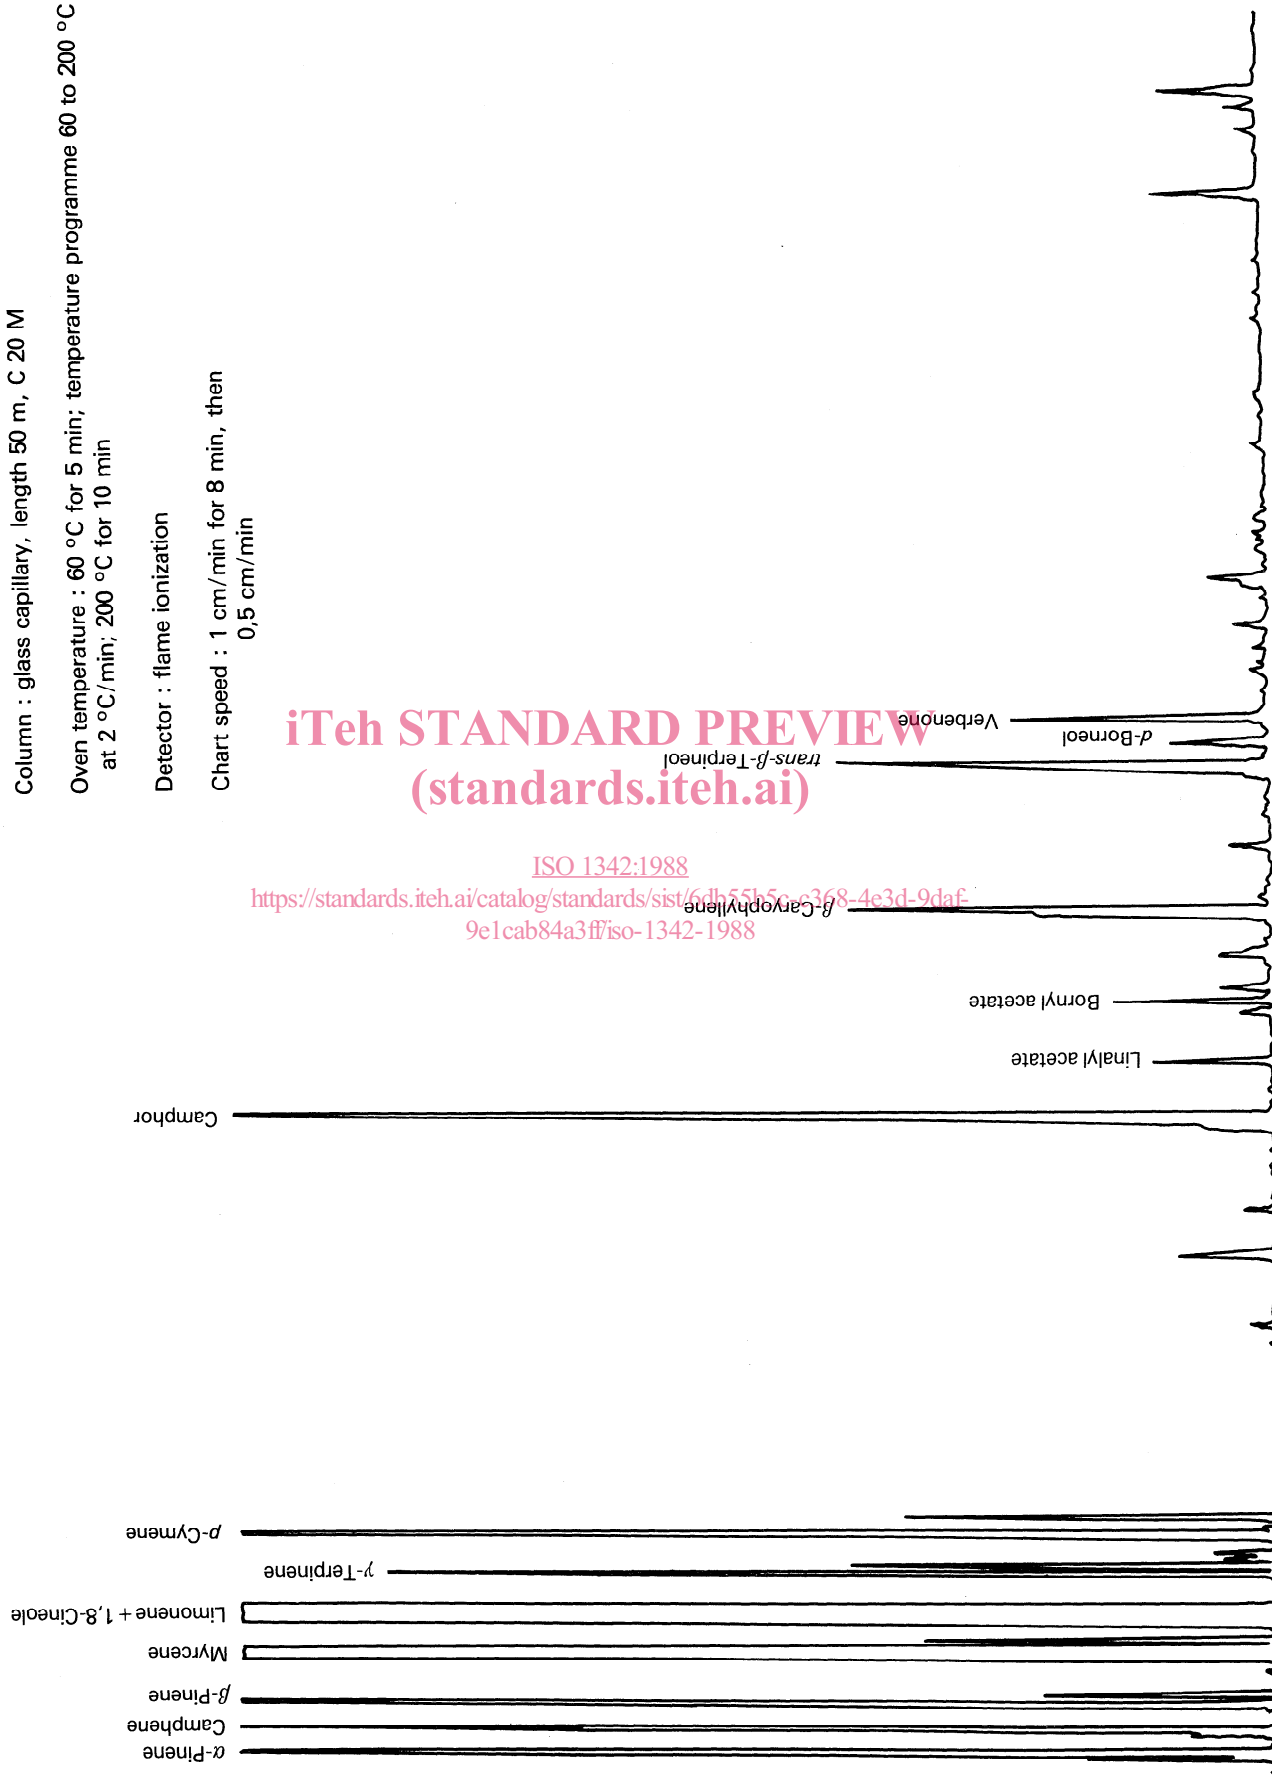 Column : glass capillary, length 50 m, C 20 M
Oven temperature : 60 °C for 5 min; temperature programme 60 to 200 °C
at 2 °C/min; 200 °C for 10 min
Detector : flame ionization
Chart speed : 1 cm/min for 8 min, then
0,5 cm/min
iTeh STANDARD PREVIEW
(standards.iteh.ai)
ISO 1342:1988
https://standards.iteh.ai/catalog/standards/sist/6db55b5c-c368-4e3d-9daf-
9e1cab84a3ff/iso-1342-1988
Verbenone
d-Borneol
trans-β-Terpineol
β-Caryophyllene
Bornyl acetate
Linalyl acetate
Camphor
p-Cymene
γ-Terpinene
Limonene + 1,8-Cineole
Myrcene
β-Pinene
Camphene
α-Pinene